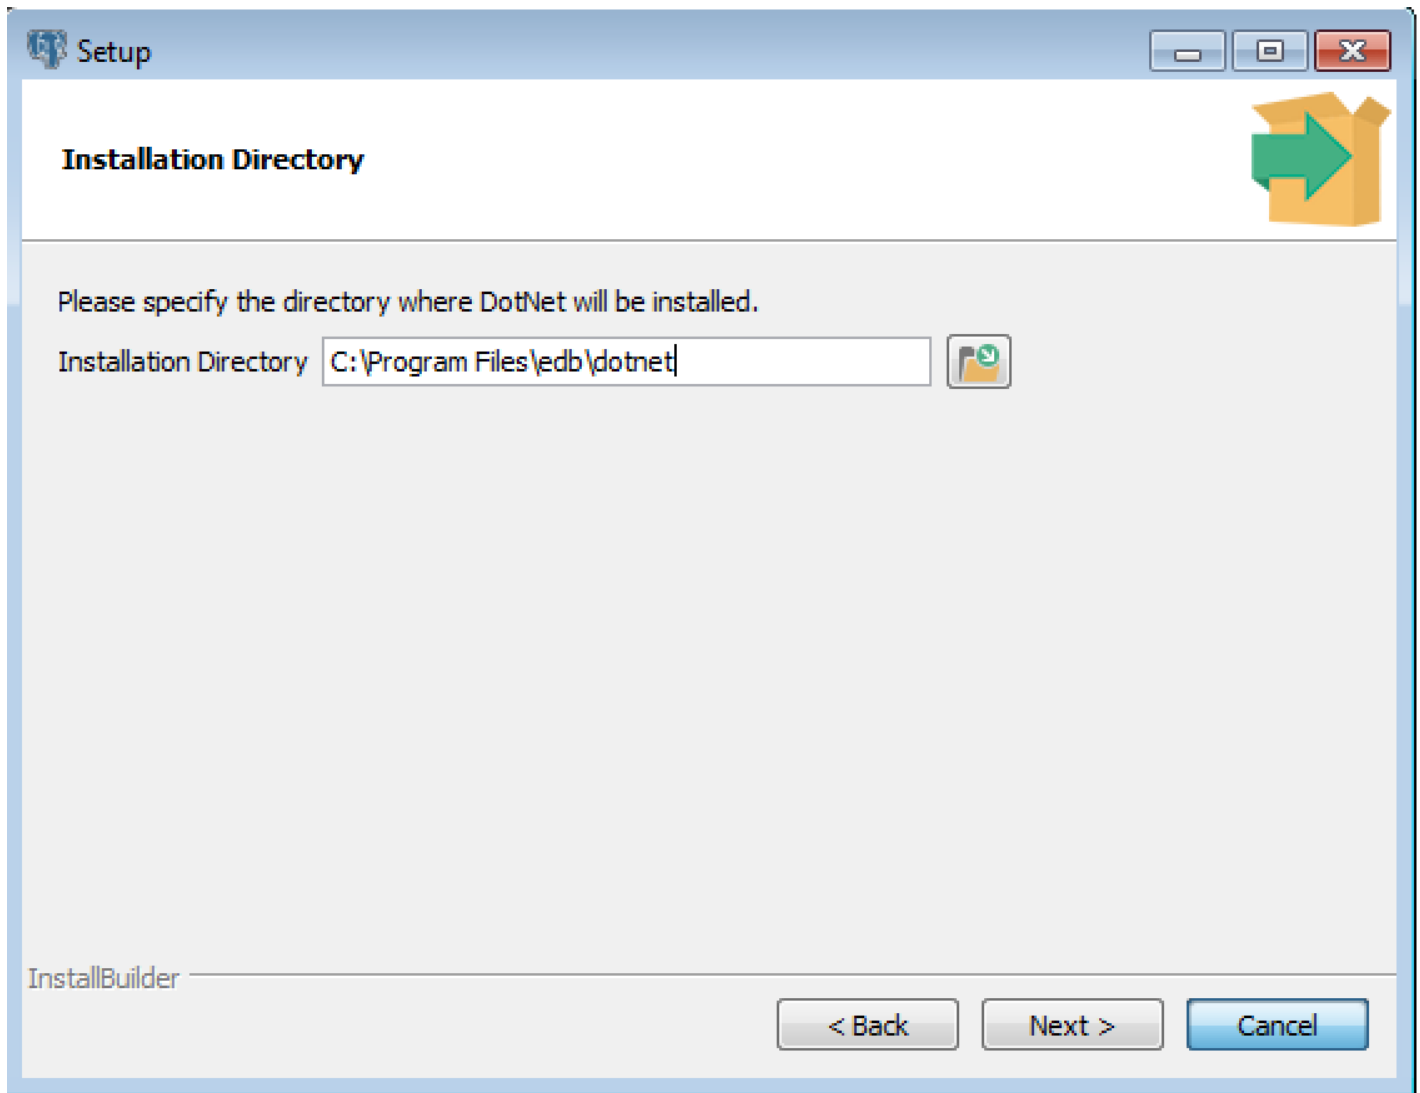 Setup
Installation Directory
Please specify the directory where DotNet will be installed.
Installation Directory C:\Program Files\edb\dotnet
InstallBuilder
< Back Next > Cancel